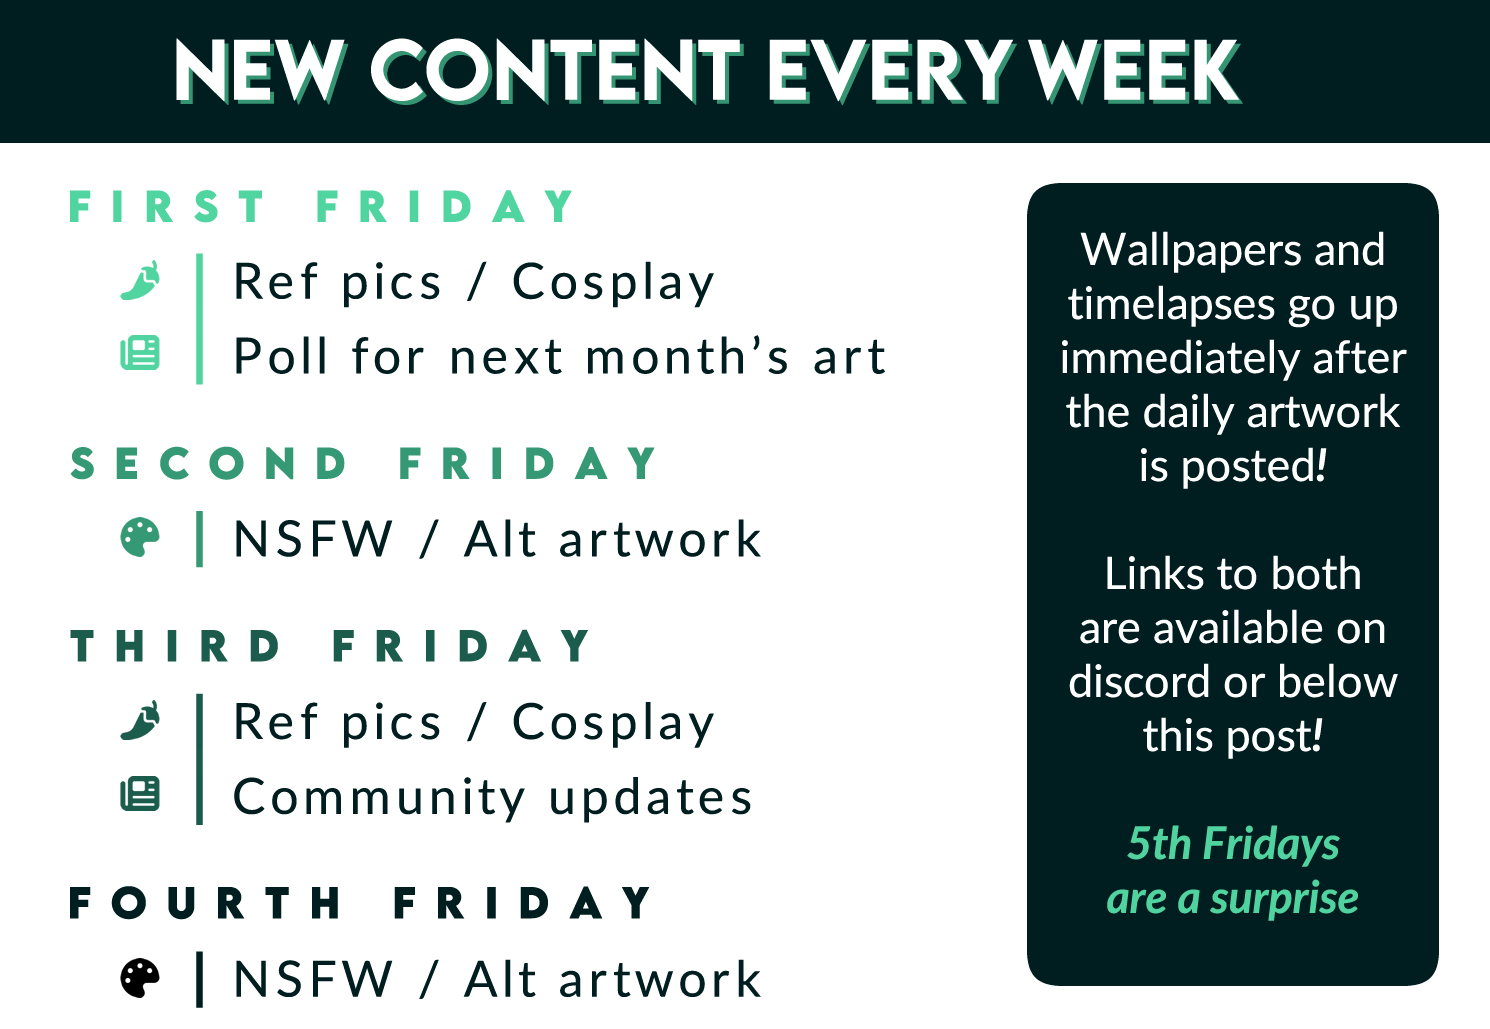 NEW CONTENT EVERY WEEK
FIRST FRIDAY
Ref pics / Cosplay
Poll for next month’s art
SECOND FRIDAY
NSFW / Alt artwork
THIRD FRIDAY
Ref pics / Cosplay
Community updates
FOURTH FRIDAY
NSFW / Alt artwork
Wallpapers and
timelapses go up
immediately after
the daily artwork
is posted!
Links to both
are available on
discord or below
this post!
5th Fridays
are a surprise